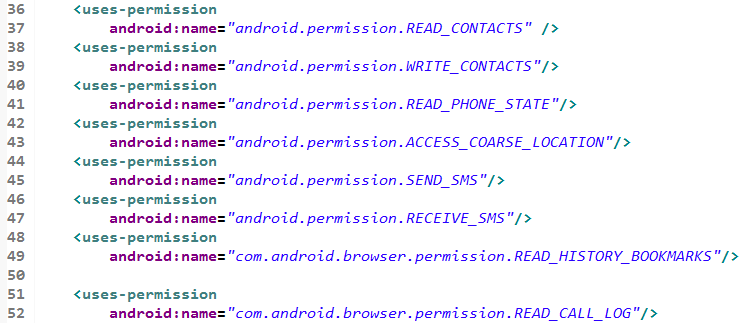 36 <uses-permission
37 android:name="android.permission.READ_CONTACTS" />
38 <uses-permission
39 android:name="android.permission.WRITE_CONTACTS"/>
40 <uses-permission
41 android:name="android.permission.READ_PHONE_STATE"/>
42 <uses-permission
43 android:name="android.permission.ACCESS_COARSE_LOCATION"/>
44 <uses-permission
45 android:name="android.permission.SEND_SMS"/>
46 <uses-permission
47 android:name="android.permission.RECEIVE_SMS"/>
48 <uses-permission
49 android:name="com.android.browser.permission.READ_HISTORY_BOOKMARKS"/>
50
51 <uses-permission
52 android:name="com.android.browser.permission.READ_CALL_LOG"/>